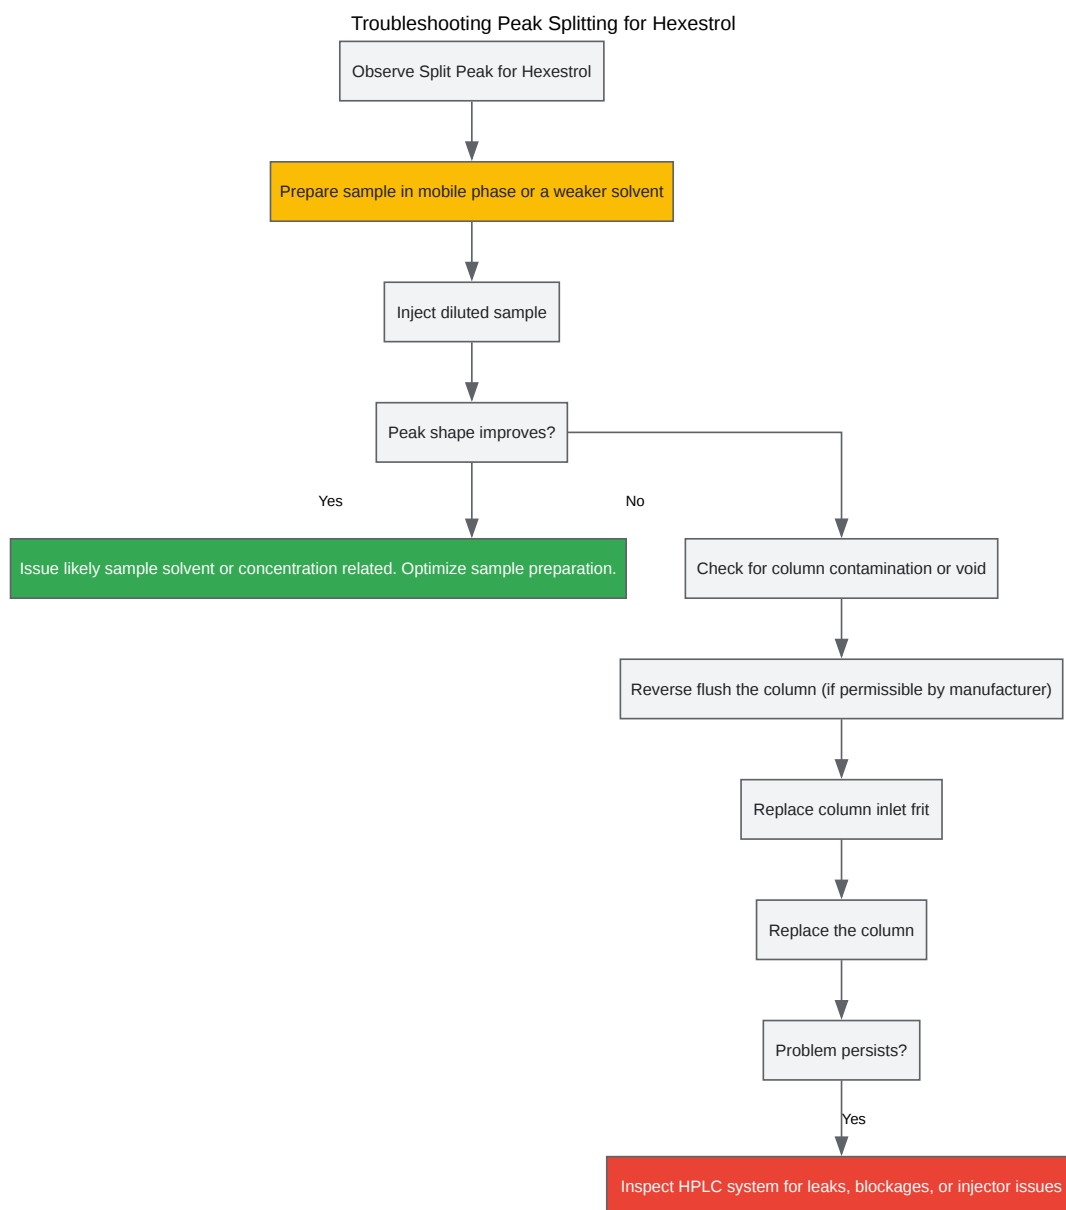 Troubleshooting Peak Splitting for Hexestrol
Observe Split Peak for Hexestrol
Prepare sample in mobile phase or a weaker solvent
Inject diluted sample
Peak shape improves?
Yes
No
Issue likely sample solvent or concentration related. Optimize sample preparation.
Check for column contamination or void
Reverse flush the column (if permissible by manufacturer)
Replace column inlet frit
Replace the column
Problem persists?
Yes
Inspect HPLC system for leaks, blockages, or injector issues